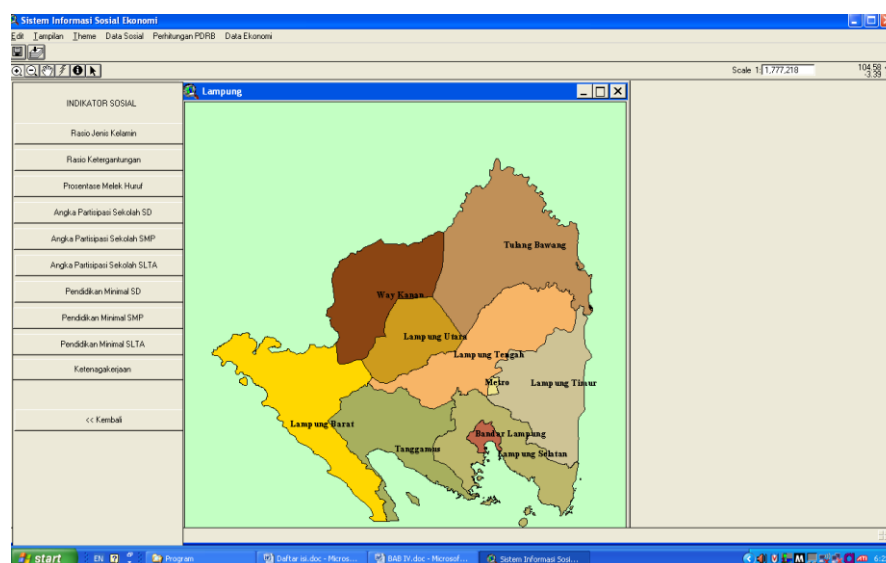 Sistem Informasi Sosial Ekonomi
Edit Tampilan Theme Data Sosial Perhitungan PDRB Data Ekonomi
Scale 1: 1,777,218
104.58
-3.39
INDIKATOR SOSIAL
Rasio Jenis Kelamin
Rasio Ketergantungan
Prosentase Melek Huruf
Angka Partisipasi Sekolah SD
Angka Partisipasi Sekolah SMP
Angka Partisipasi Sekolah SLTA
Pendidikan Minimal SD
Pendidikan Minimal SMP
Pendidikan Minimal SLTA
Ketenagakerjaan
<< Kembali
Lampung
Tulang Bawang
Way Kanan
Lampung Utara
Lampung Tengah
Metro
Lampung Timur
Lampung Barat
Bandar Lampung
Tanggamus
Lampung Selatan
start EN Program Daftar isi.doc - Micros... BAB IV.doc - Microsof... Sistem Informasi Sosi...